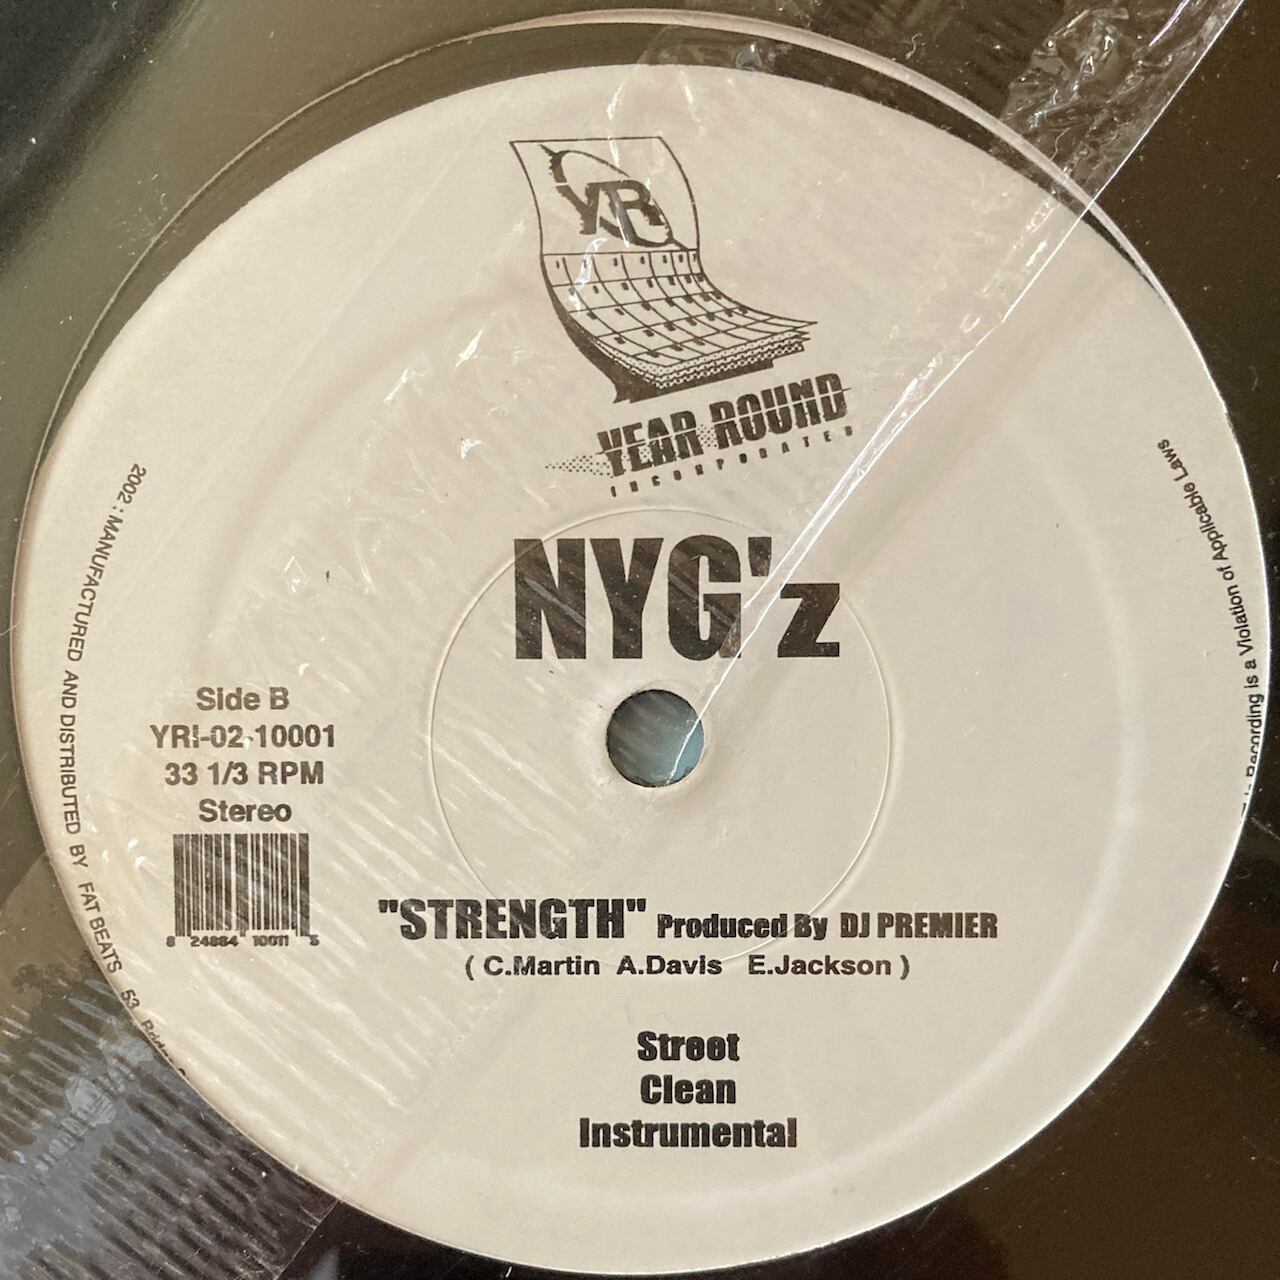 YR
YEAR ROUND
INCORPORATED
NYG'z
Side B
YRI-02-10001
33 1/3 RPM
Stereo
8 24884 10011 5
"STRENGTH" Produced By DJ PREMIER
( C.Martin A.Davis E.Jackson )
Street
Clean
Instrumental
2002 : MANUFACTURED AND DISTRIBUTED BY FAT BEATS 53
Recording is a Violation of Applicable Laws